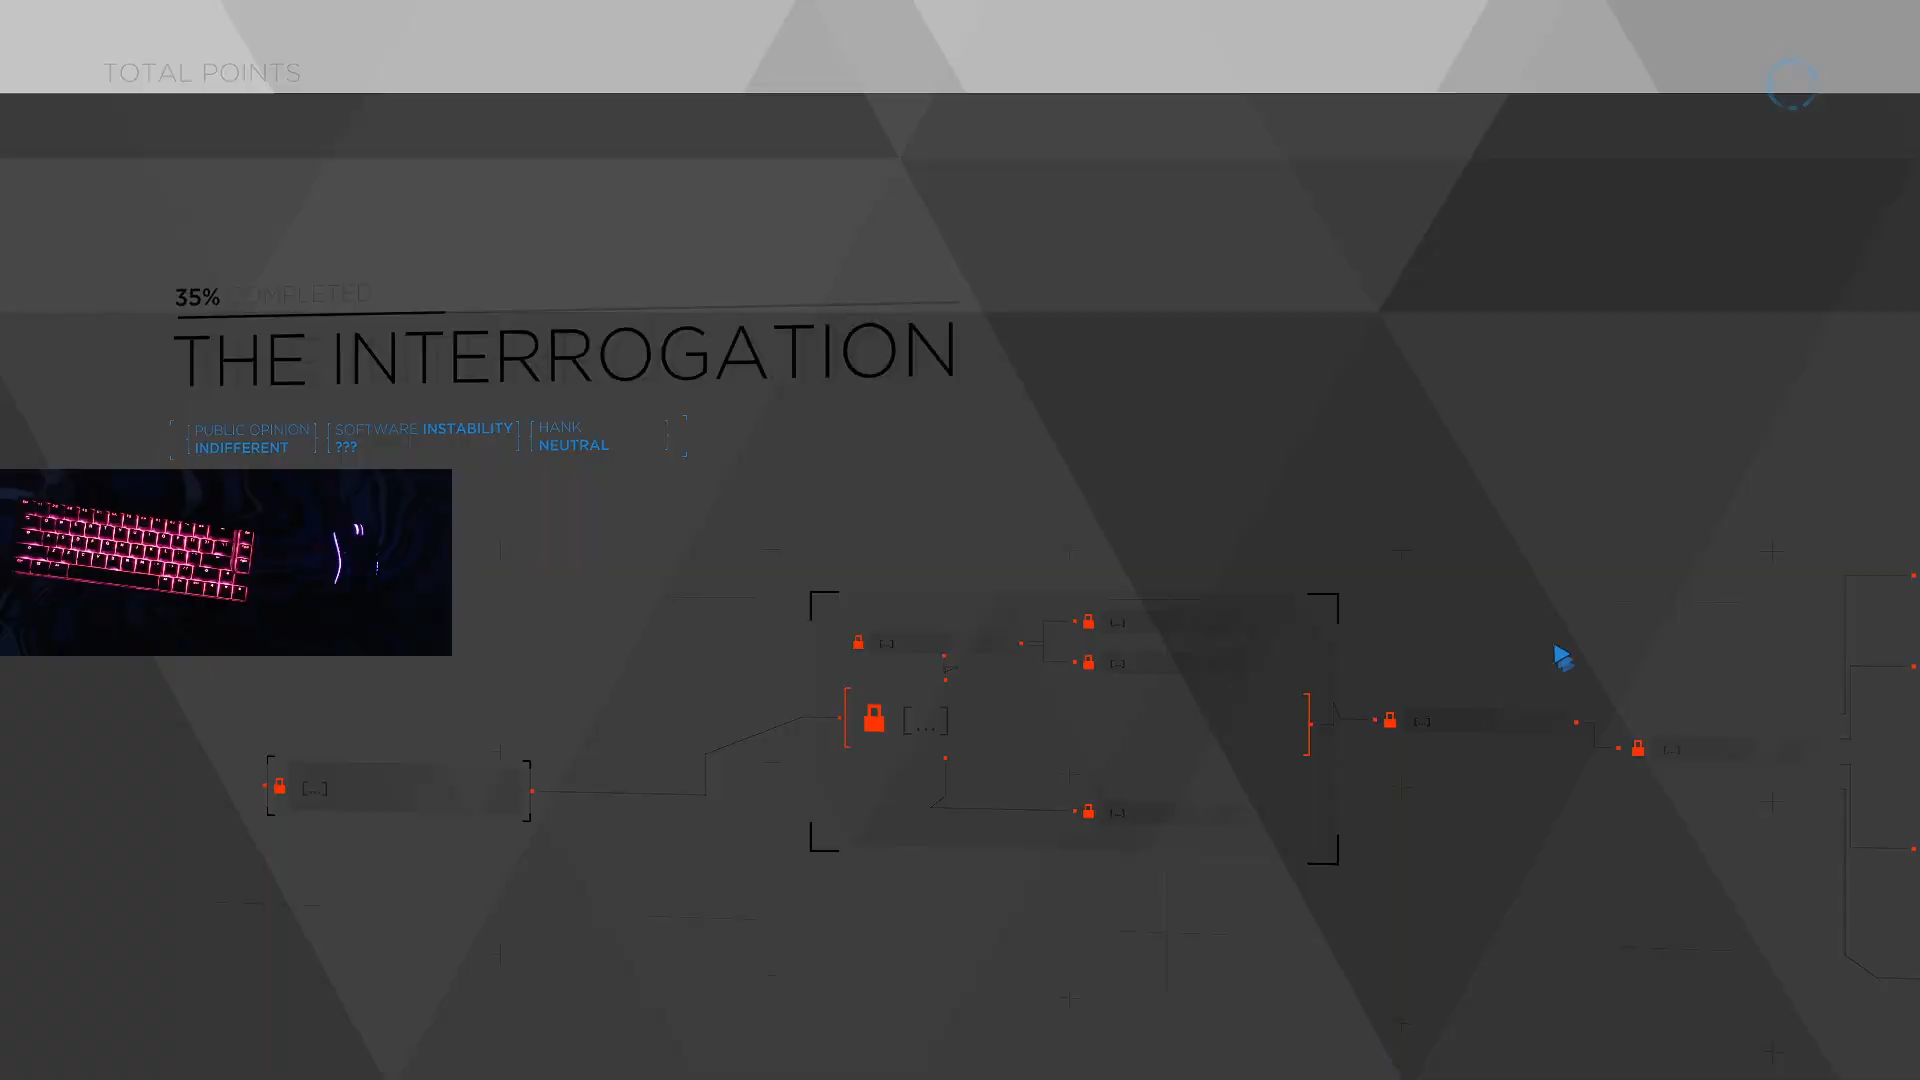 TOTAL POINTS
35% COMPLETED
THE INTERROGATION
PUBLIC OPINION
INDIFFERENT
SOFTWARE INSTABILITY
???
HANK
NEUTRAL
[...]
[...]
[...]
[...]
[...]
[...]
[...]
[...]